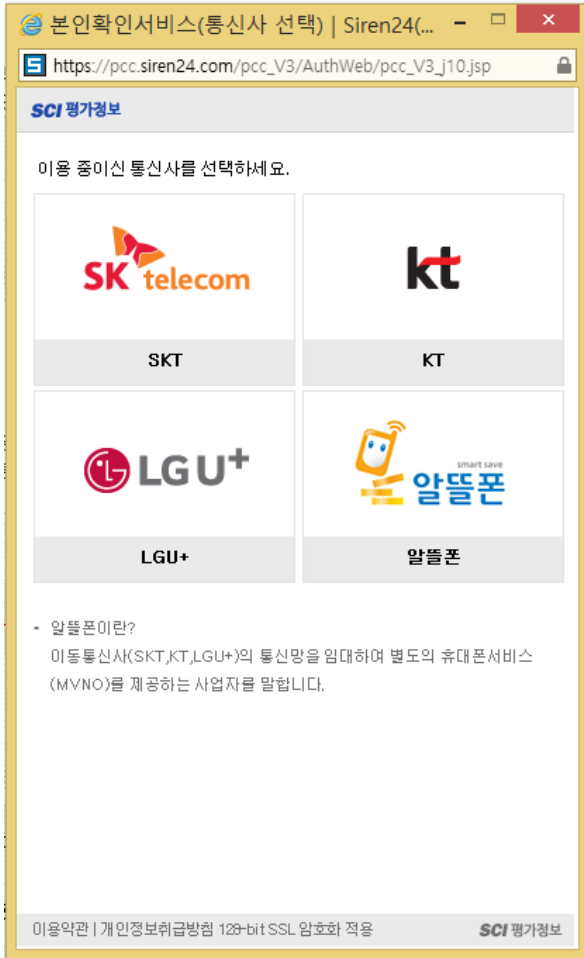 본인확인서비스(통신사 선택) | Siren24(...
https://pcc.siren24.com/pcc_V3/AuthWeb/pcc_V3_j10.jsp
SCI 평가정보
이용 중이신 통신사를 선택하세요.
SK telecom
kt
SKT
KT
LG U+
smart save
알뜰폰
LGU+
알뜰폰
- 알뜰폰이란?
이동통신사(SKT,KT,LGU+)의 통신망을 임대하여 별도의 휴대폰서비스
(MVNO)를 제공하는 사업자를 말합니다.
이용약관 | 개인정보취급방침 128-bit SSL 암호화 적용
SCI 평가정보